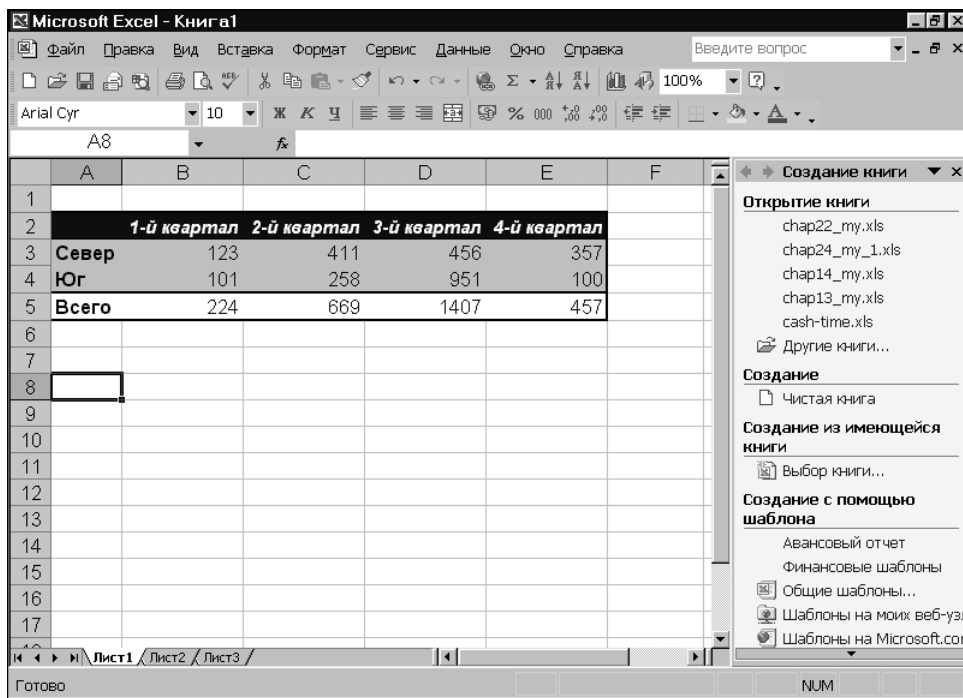 Microsoft Excel - Книга1
Файл Правка Вид Вставка Формат Сервис Данные Окно Справка Введите вопрос
100%
Arial Cyr 10 Ж К Ч % 000
A8 fx
A B C D E F
1
2 1-й квартал 2-й квартал 3-й квартал 4-й квартал
3 Север 123 411 456 357
4 Юг 101 258 951 100
5 Всего 224 669 1407 457
6
7
8
9
10
11
12
13
14
15
16
17
Лист1 Лист2 Лист3
Готово NUM
Создание книги
Открытие книги
chap22_my.xls
chap24_my_1.xls
chap14_my.xls
chap13_my.xls
cash-time.xls
Другие книги...
Создание
Чистая книга
Создание из имеющейся
книги
Выбор книги...
Создание с помощью
шаблона
Авансовый отчет
Финансовые шаблоны
Общие шаблоны...
Шаблоны на моих веб-уз
Шаблоны на Microsoft.co